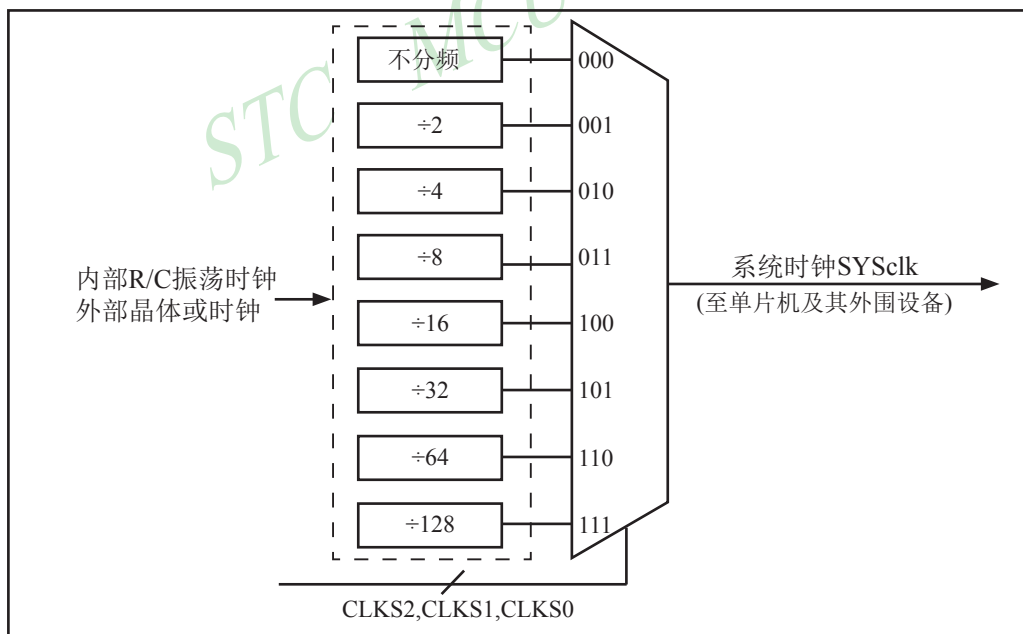 STC MCU
不分频
000
÷2
001
÷4
010
÷8
011
÷16
100
÷32
101
÷64
110
÷128
111
内部R/C振荡时钟
外部晶体或时钟
系统时钟SYSclk
(至单片机及其外围设备)
CLKS2,CLKS1,CLKS0